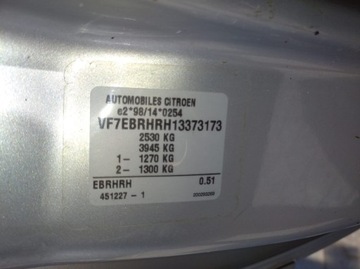 AUTOMOBILES CITROEN
e2*98/14*0254
VF7EBRHRH13373173
2530 KG
3945 KG
1- 1270 KG
2- 1300 KG
EBRHRH 0.51
451227 - 1